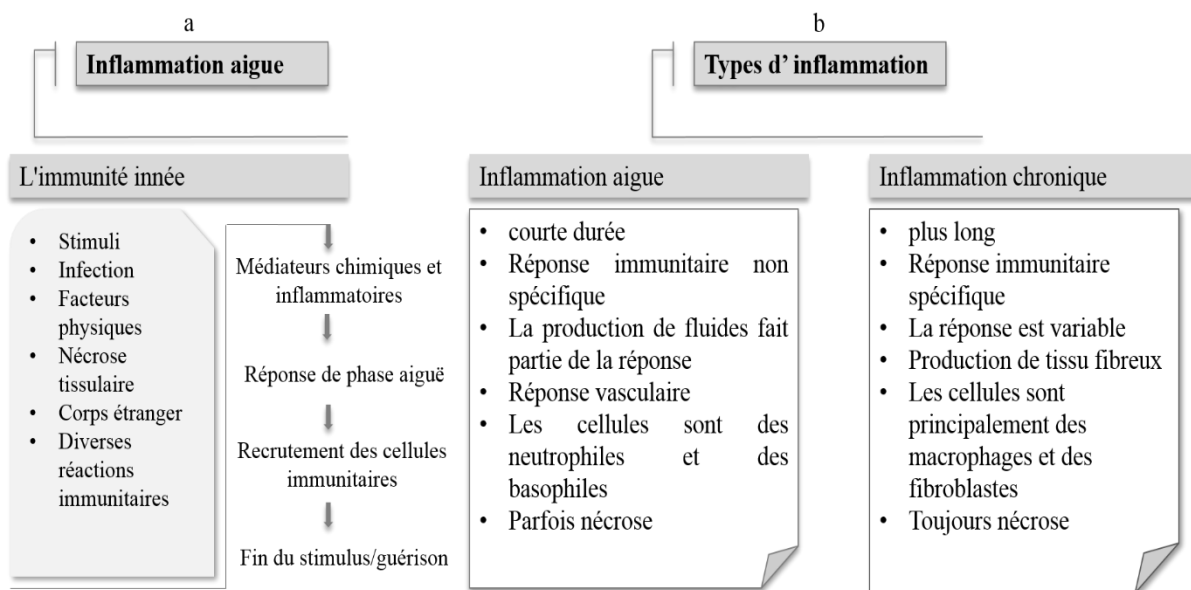 a
Inflammation aigue
L'immunité innée
• Stimuli
• Infection
• Facteurs
physiques
• Nécrose
tissulaire
• Corps étranger
• Diverses
réactions
immunitaires
Médiateurs chimiques et
inflammatoires
Réponse de phase aiguë
Recrutement des cellules
immunitaires
Fin du stimulus/guérison
b
Types d' inflammation
Inflammation aigue
• courte durée
• Réponse immunitaire non
spécifique
• La production de fluides fait
partie de la réponse
• Réponse vasculaire
• Les cellules sont des
neutrophiles et des
basophiles
• Parfois nécrose
Inflammation chronique
• plus long
• Réponse immunitaire
spécifique
• La réponse est variable
• Production de tissu fibreux
• Les cellules sont
principalement des
macrophages et des
fibroblastes
• Toujours nécrose